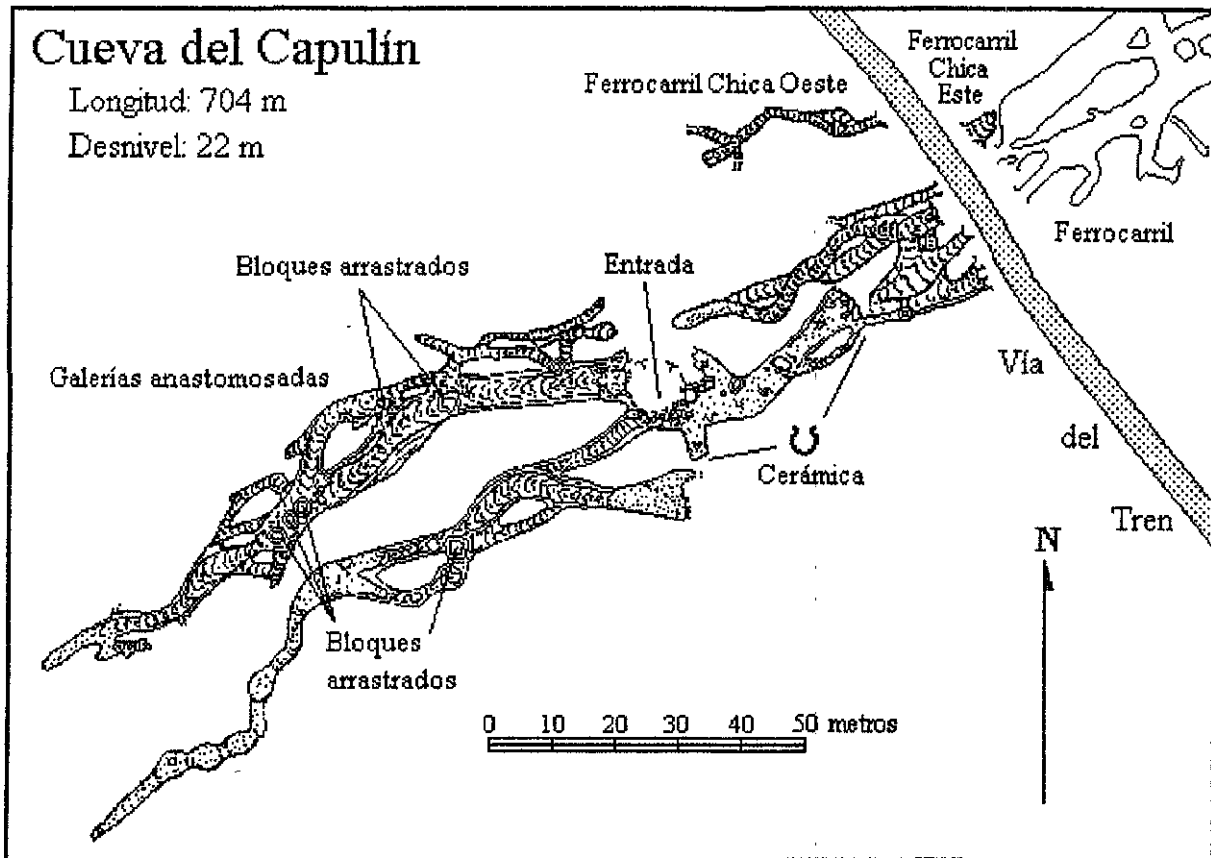 Cueva del Capulín
Longitud: 704 m
Desnivel: 22 m
Ferrocarril Chica Oeste
Ferrocarril
Chica
Este
Ferrocarril
Bloques arrastrados
Entrada
Galerías anastomosadas
Cerámica
Vía
del
Tren
Bloques
arrastrados
N
0 10 20 30 40 50 metros